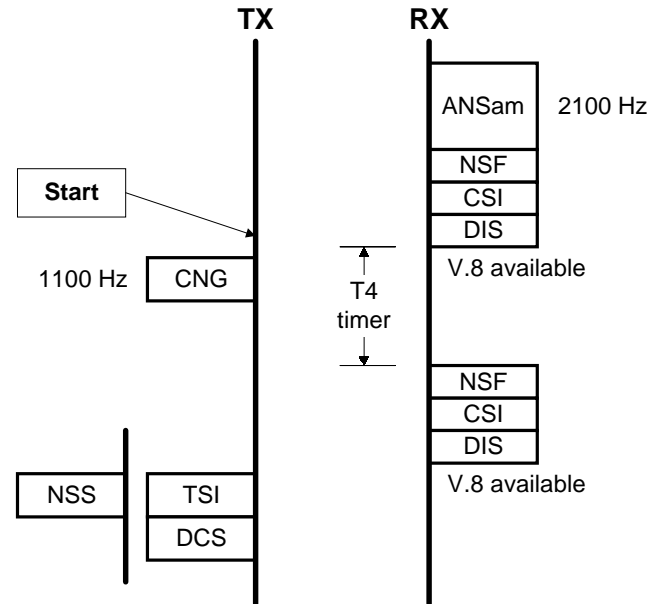 TX
RX
ANSam
2100 Hz
NSF
CSI
DIS
V.8 available
Start
1100 Hz
CNG
T4
timer
NSF
CSI
DIS
V.8 available
NSS
TSI
DCS